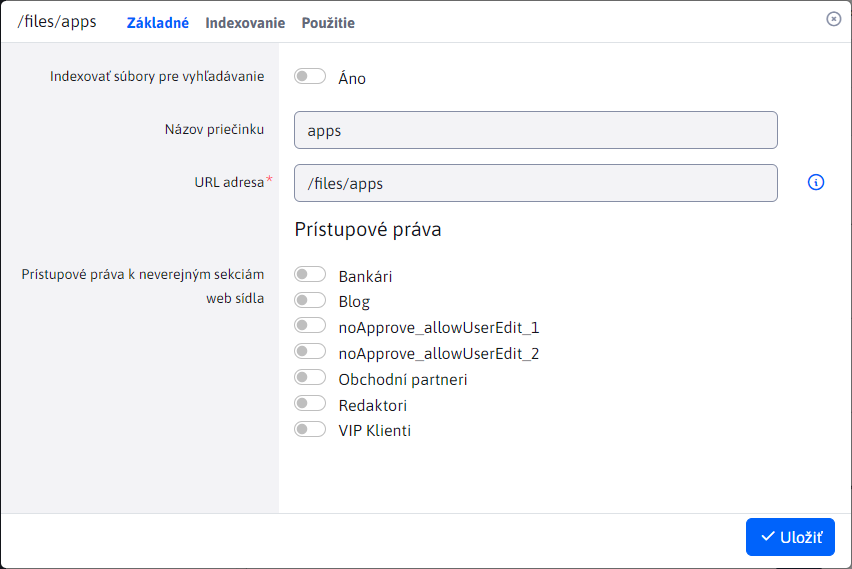 /files/apps Základné Indexovanie Použitie
Indexovať súbory pre vyhľadávanie Áno
Názov priečinku apps
URL adresa* /files/apps
Prístupové práva
Prístupové práva k neverejným sekciám
web sídla
Bankári
Blog
noApprove_allowUserEdit_1
noApprove_allowUserEdit_2
Obchodní partneri
Redaktori
VIP Klienti
Uložiť